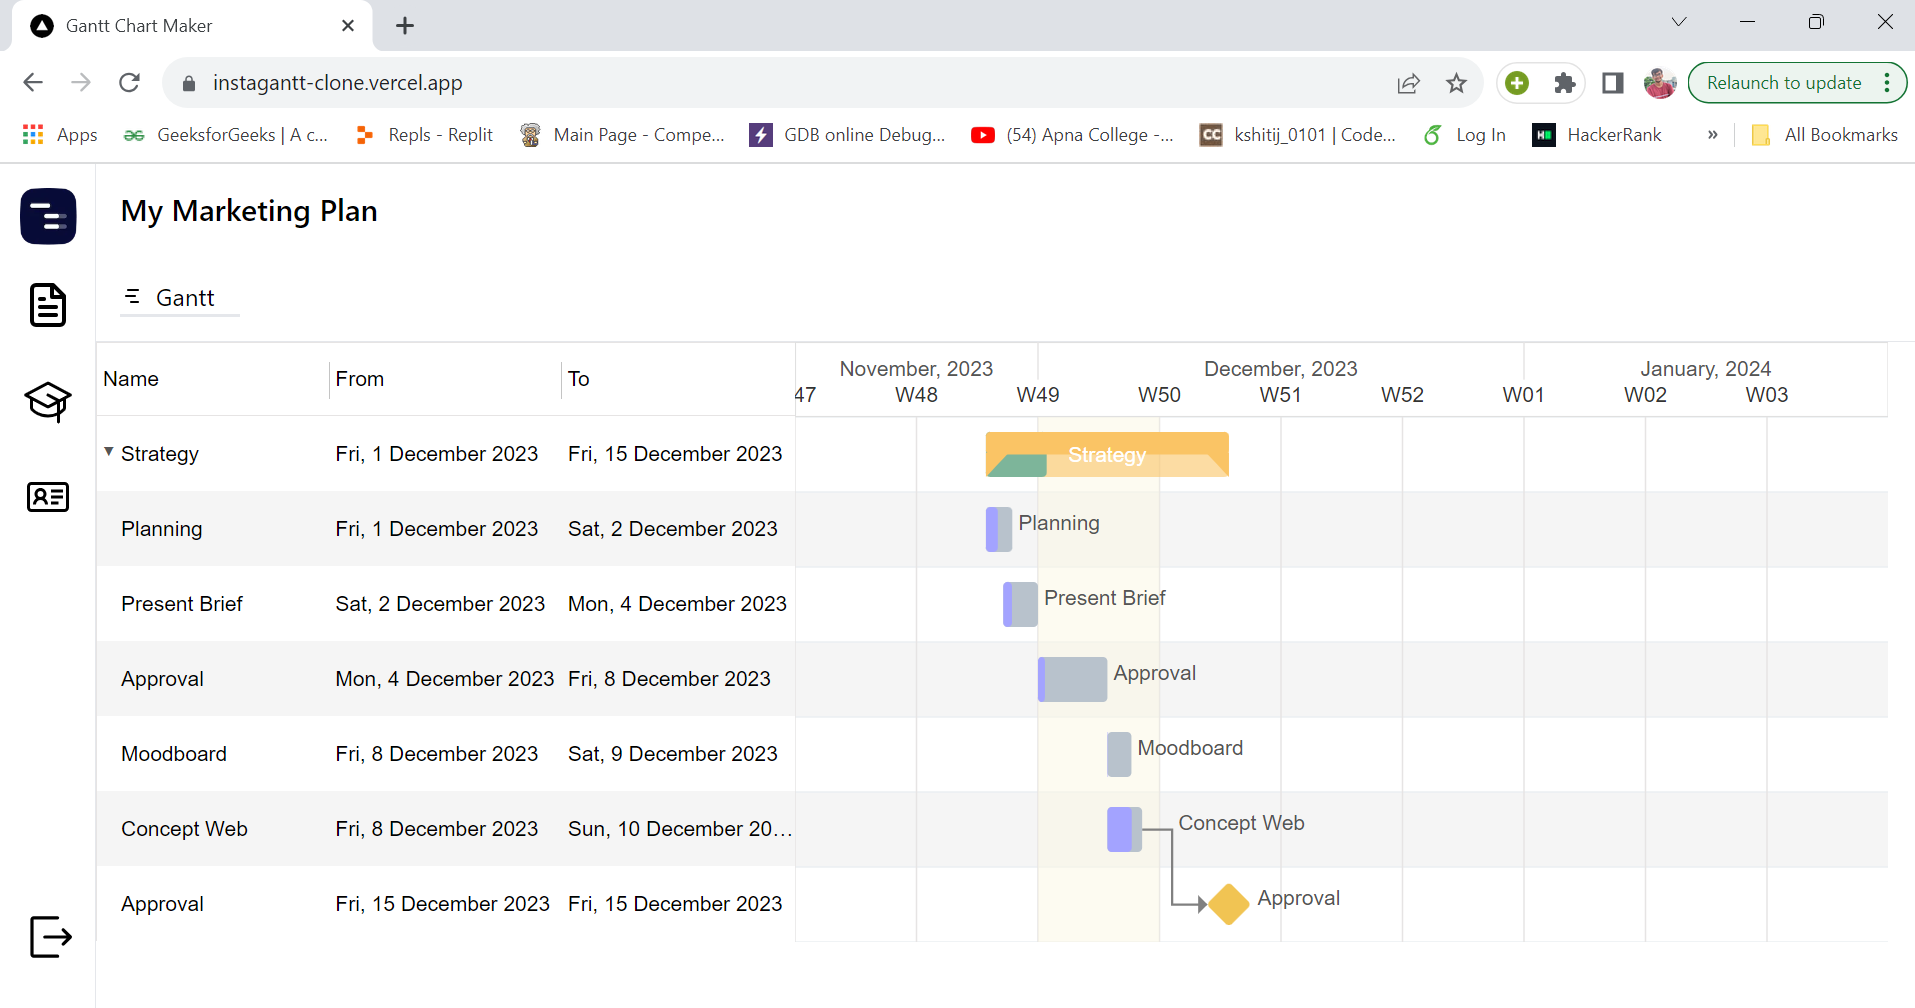 Gantt Chart Maker
instagantt-clone.vercel.app
Relaunch to update
Apps GeeksforGeeks | A c... Repls - Replit Main Page - Compe... GDB online Debug... (54) Apna College -... CC kshitij_0101 | Code... Log In HackerRank » All Bookmarks
My Marketing Plan
Gantt
Name From To
November, 2023 December, 2023 January, 2024
47 W48 W49 W50 W51 W52 W01 W02 W03
Strategy Fri, 1 December 2023 Fri, 15 December 2023 Strategy
Planning Fri, 1 December 2023 Sat, 2 December 2023 Planning
Present Brief Sat, 2 December 2023 Mon, 4 December 2023 Present Brief
Approval Mon, 4 December 2023 Fri, 8 December 2023 Approval
Moodboard Fri, 8 December 2023 Sat, 9 December 2023 Moodboard
Concept Web Fri, 8 December 2023 Sun, 10 December 20... Concept Web
Approval Fri, 15 December 2023 Fri, 15 December 2023 Approval